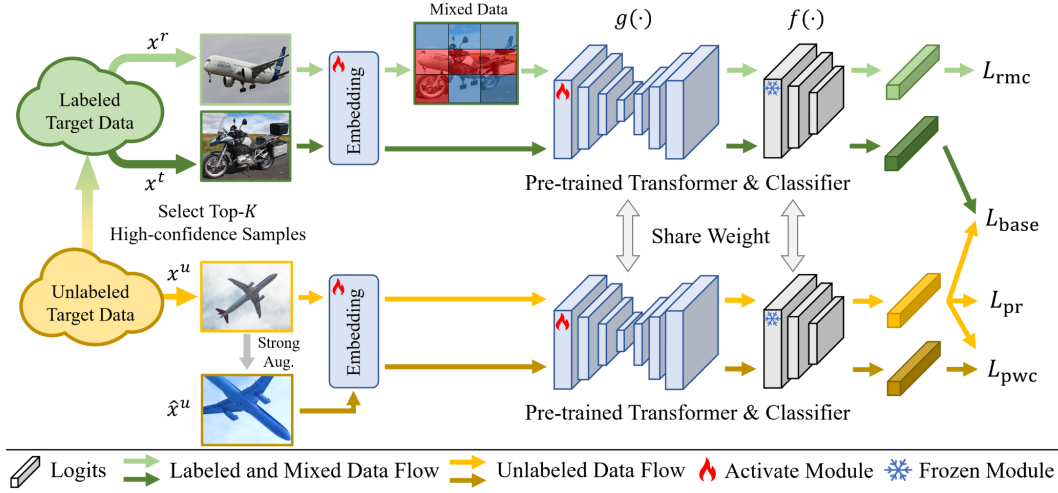 Mixed Data
g(·)
f(·)
x^r
Labeled
Target Data
Embedding
L_rmc
x^t
Pre-trained Transformer & Classifier
Select Top-K
High-confidence Samples
Share Weight
L_base
x^u
Unlabeled
Target Data
Embedding
L_pr
Strong
Aug.
L_pwc
x̂^u
Pre-trained Transformer & Classifier
Logits
Labeled and Mixed Data Flow
Unlabeled Data Flow
Activate Module
Frozen Module